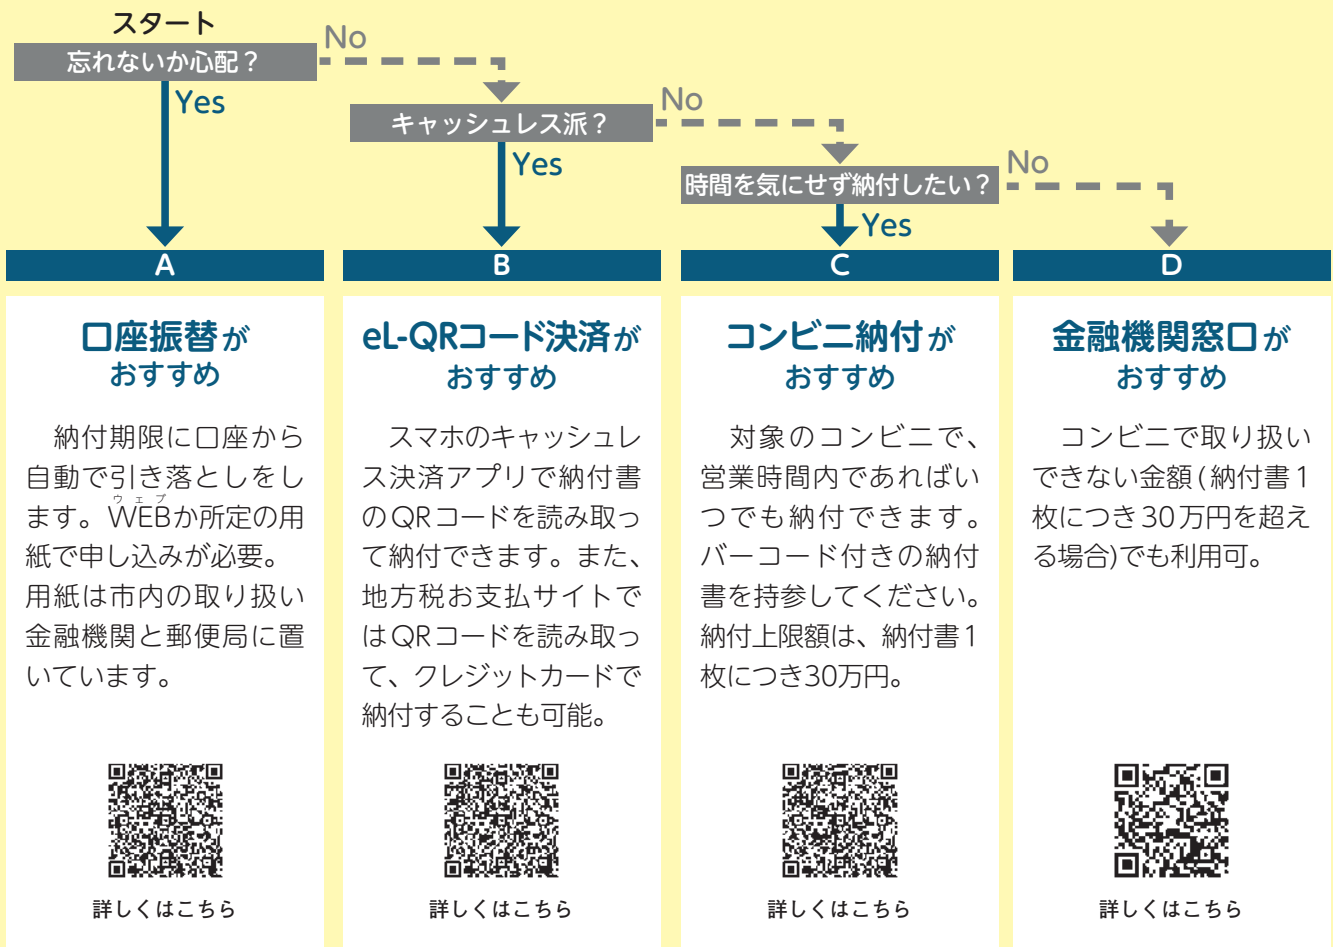 スタート
忘れないか心配？
No
Yes
キャッシュレス派？
No
Yes
時間を気にせず納付したい？
No
Yes
A
口座振替が
おすすめ
納付期限に口座から
自動で引き落としをし
ます。WEBか所定の用
ウェブ
紙で申し込みが必要。
用紙は市内の取り扱い
金融機関と郵便局に置
いています。
詳しくはこちら
B
eL-QRコード決済が
おすすめ
スマホのキャッシュレ
ス決済アプリで納付書
のQRコードを読み取っ
て納付できます。また、
地方税お支払サイトで
はQRコードを読み取っ
て、クレジットカードで
納付することも可能。
詳しくはこちら
C
コンビニ納付が
おすすめ
対象のコンビニで、
営業時間内であればい
つでも納付できます。
バーコード付きの納付
書を持参してください。
納付上限額は、納付書1
枚につき30万円。
詳しくはこちら
D
金融機関窓口が
おすすめ
コンビニで取り扱い
できない金額(納付書1
枚につき30万円を超え
る場合)でも利用可。
詳しくはこちら